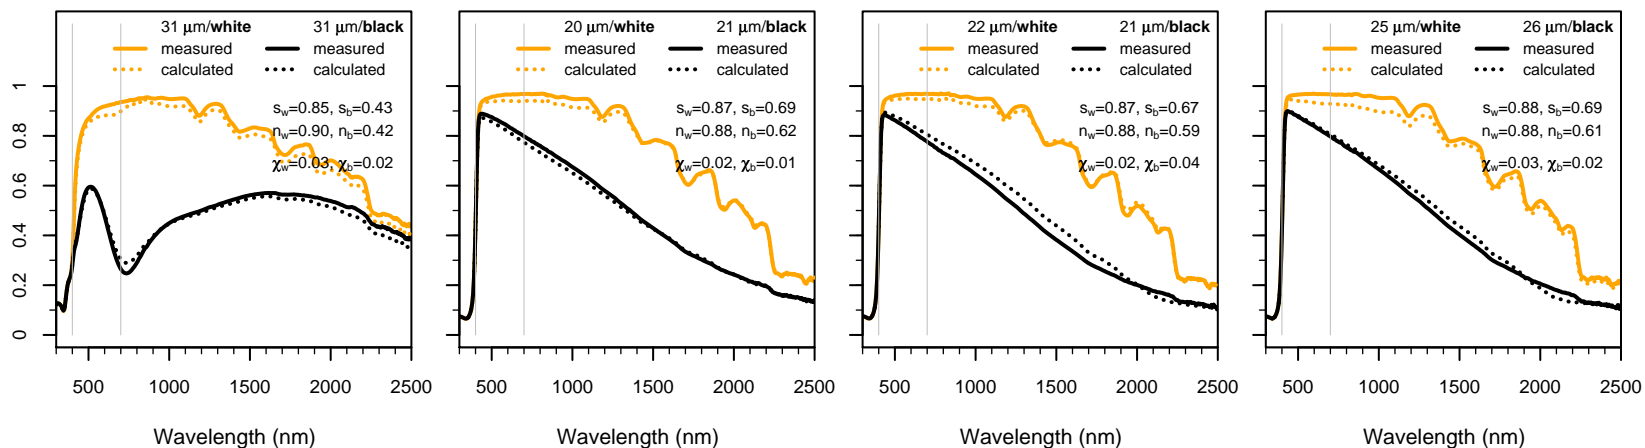 31 μm/white 31 μm/black
measured measured
calculated calculated
s_w=0.85, s_b=0.43
n_w=0.90, n_b=0.42
χ_w=0.03, χ_b=0.02
20 μm/white 21 μm/black
measured measured
calculated calculated
s_w=0.87, s_b=0.69
n_w=0.88, n_b=0.62
χ_w=0.02, χ_b=0.01
22 μm/white 21 μm/black
measured measured
calculated calculated
s_w=0.87, s_b=0.67
n_w=0.88, n_b=0.59
χ_w=0.02, χ_b=0.04
25 μm/white 26 μm/black
measured measured
calculated calculated
s_w=0.88, s_b=0.69
n_w=0.88, n_b=0.61
χ_w=0.03, χ_b=0.02
1
0.8
0.6
0.4
0.2
0
500 1000 1500 2000 2500
500 1000 1500 2000 2500
500 1000 1500 2000 2500
500 1000 1500 2000 2500
Wavelength (nm)
Wavelength (nm)
Wavelength (nm)
Wavelength (nm)